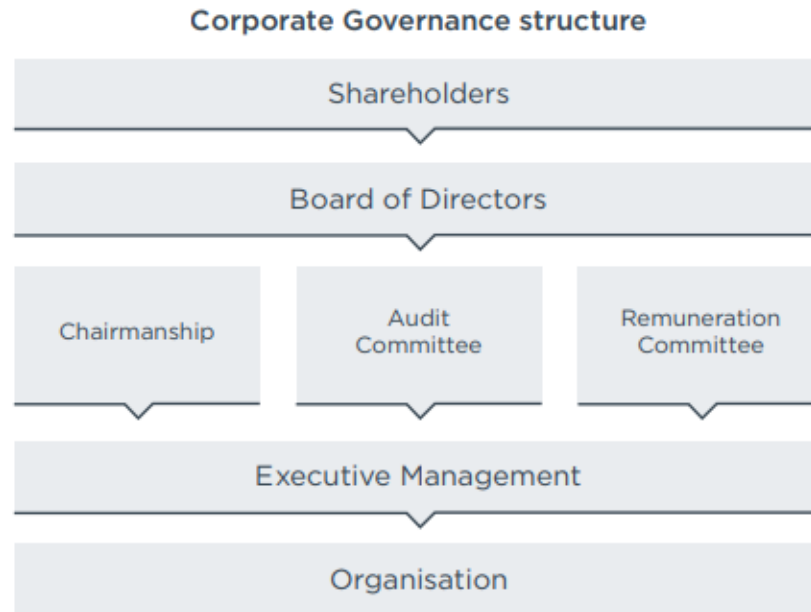 Corporate Governance structure
Shareholders
Board of Directors
Chairmanship
Audit
Committee
Remuneration
Committee
Executive Management
Organisation